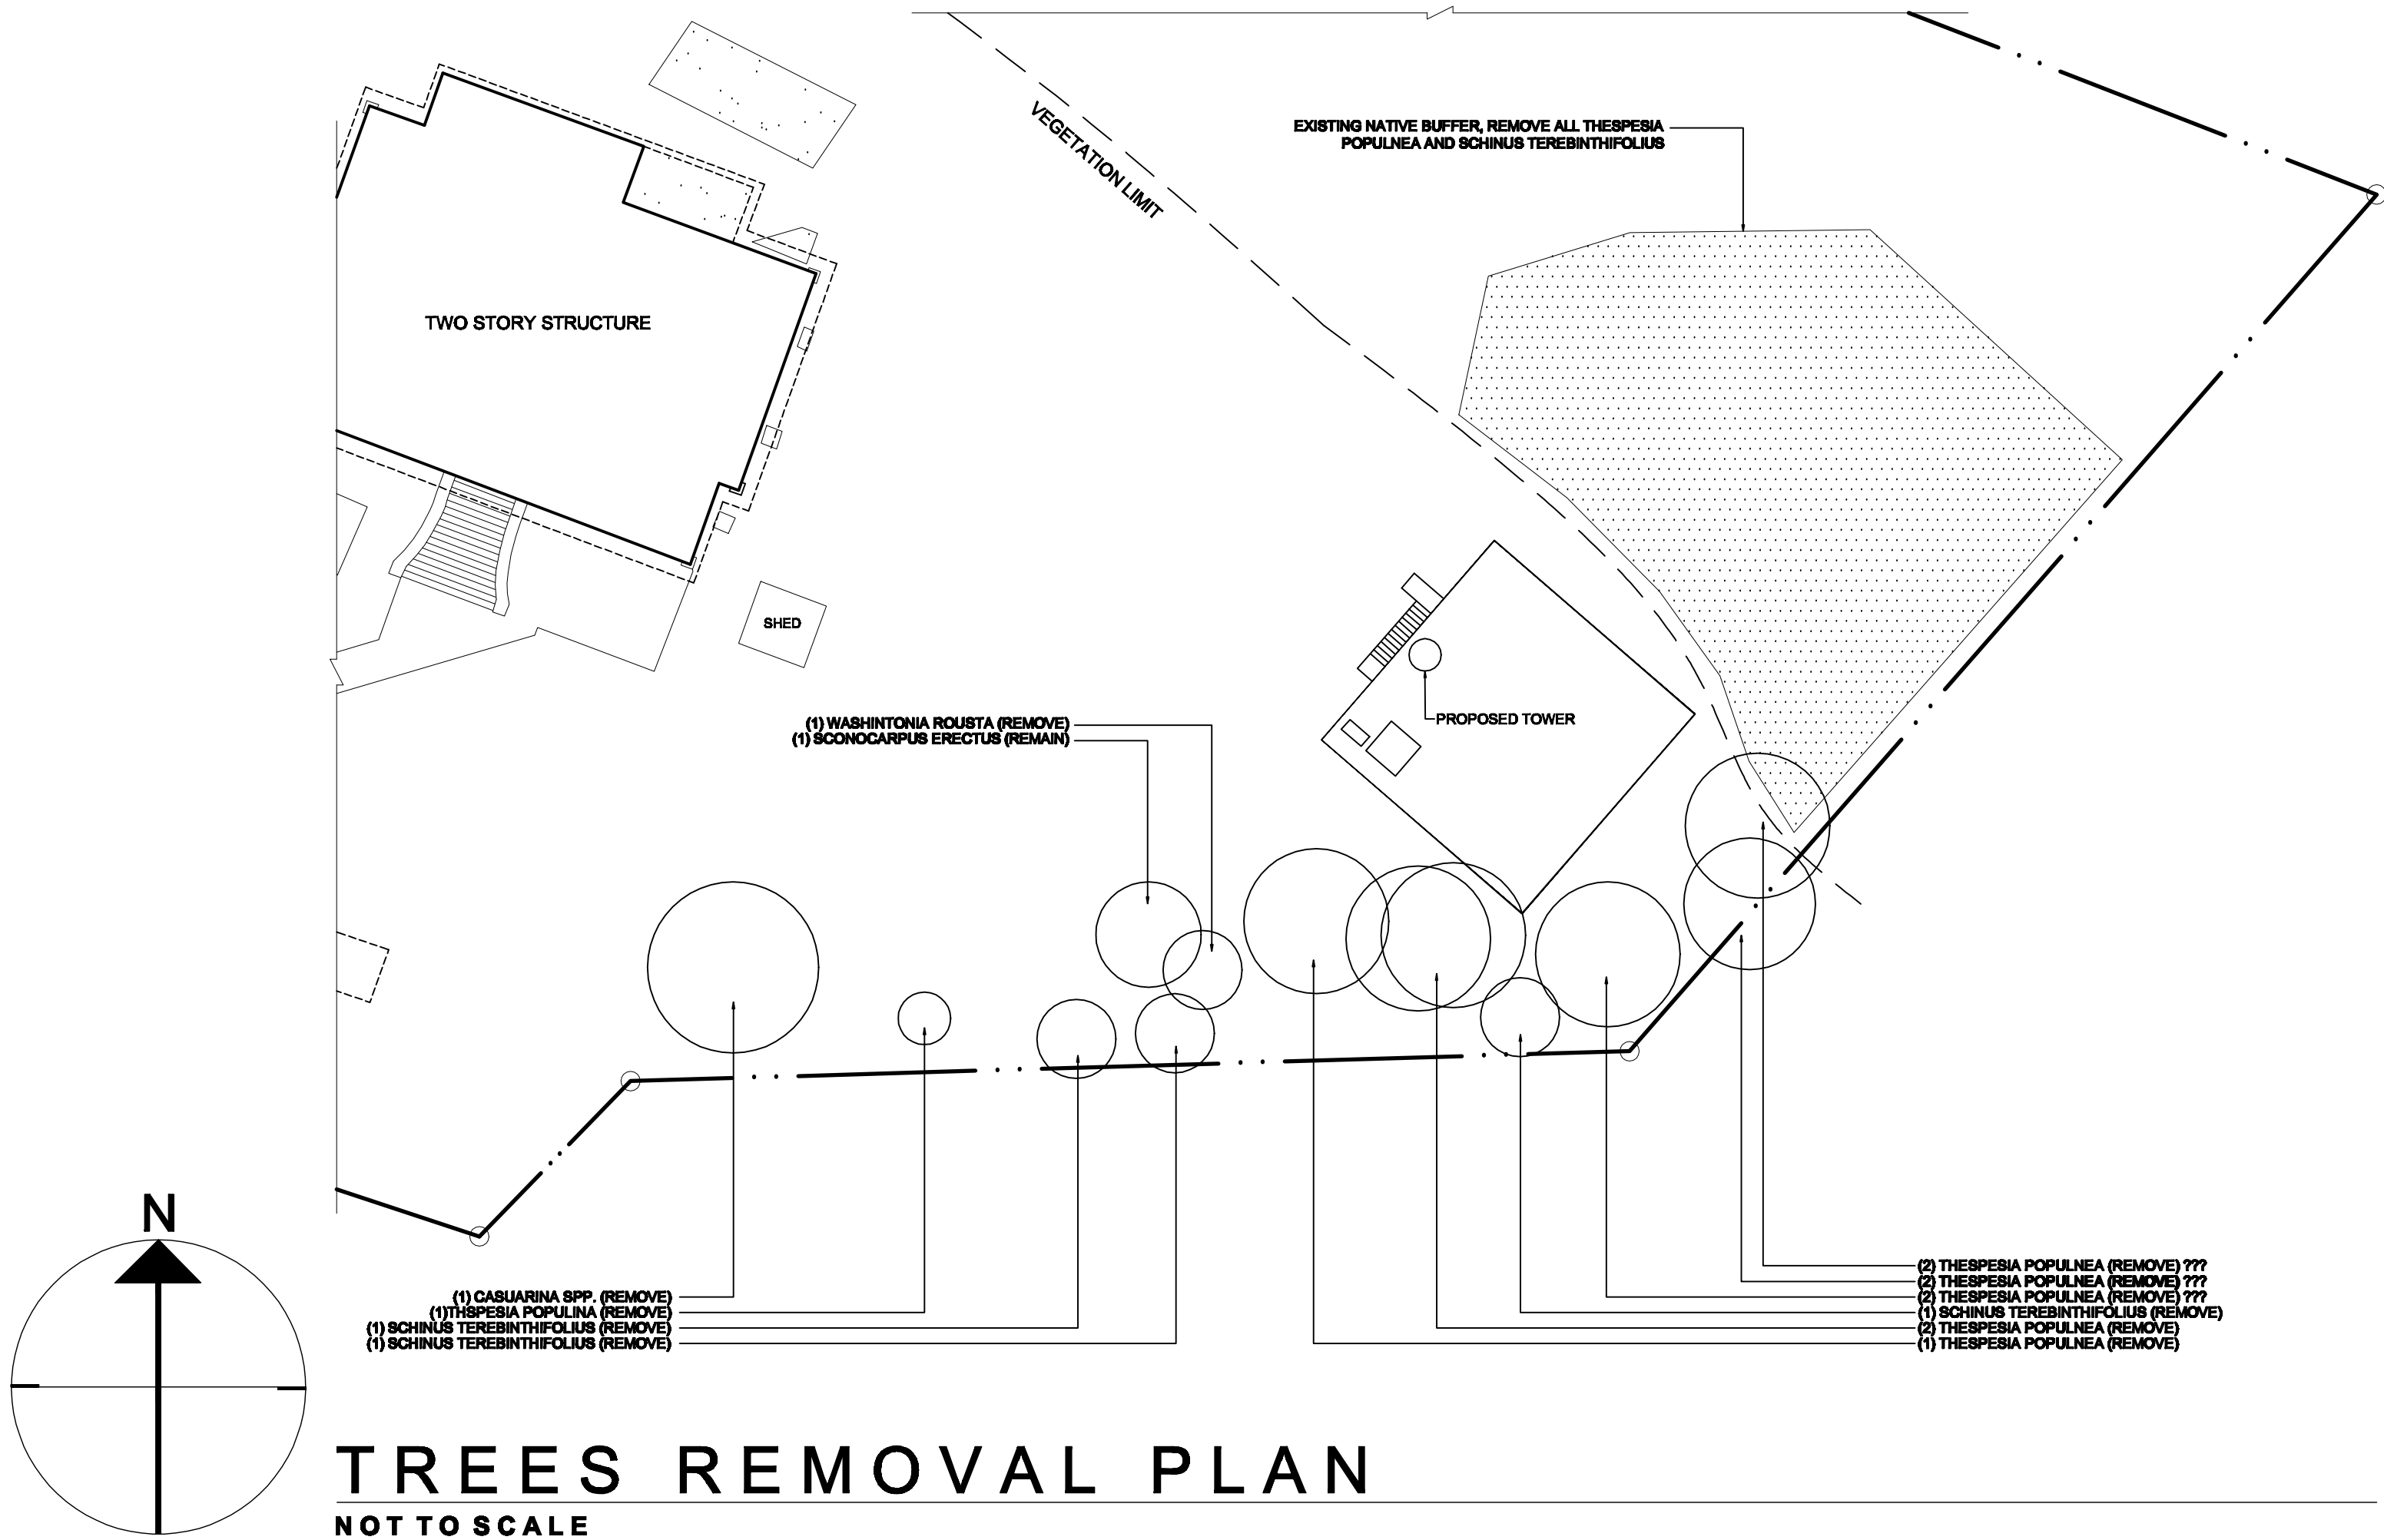 EXISTING NATIVE BUFFER, REMOVE ALL THESPESIA
POPULNEA AND SCHINUS TEREBINTHIFOLIUS
VEGETATION LIMIT
TWO STORY STRUCTURE
SHED
(1) WASHINTONIA ROUSTA (REMOVE)
(1) SCONOCARPUS ERECTUS (REMAIN)
PROPOSED TOWER
N
(1) CASUARINA SPP. (REMOVE)
(1)THSPESIA POPULINA (REMOVE)
(1) SCHINUS TEREBINTHIFOLIUS (REMOVE)
(1) SCHINUS TEREBINTHIFOLIUS (REMOVE)
(2) THESPESIA POPULNEA (REMOVE) ???
(2) THESPESIA POPULNEA (REMOVE) ???
(2) THESPESIA POPULNEA (REMOVE) ???
(1) SCHINUS TEREBINTHIFOLIUS (REMOVE)
(2) THESPESIA POPULNEA (REMOVE)
(1) THESPESIA POPULNEA (REMOVE)
TREES REMOVAL PLAN
NOT TO SCALE